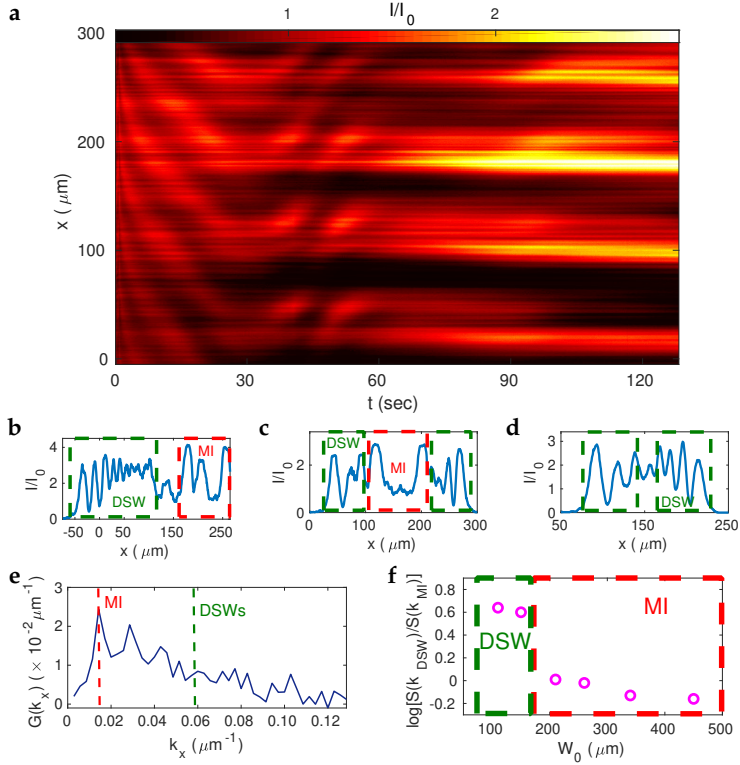 a
I/I0
1 2
300
200
100
0
x ( μm)
0 30 60 90 120
t (sec)
b
I/I0
4
2
0
DSW
MI
-50 0 50 100 150 200 250
x ( μm)
c
I/I0
2
0
DSW
MI
0 100 200 300
x ( μm)
d
I/I0
3
2
1
0
DSW
50 100 150 200 250
x ( μm)
e
G(kx) ( × 10-2 μm-1)
3
2
1
0
MI
DSWs
0 0.02 0.04 0.06 0.08 0.10 0.12
kx ( μm-1)
f
log[S(kDSW)/S(kMI)]
0.8
0.6
0.4
0.2
0
-0.2
DSW
MI
100 200 300 400 500
W0 ( μm)